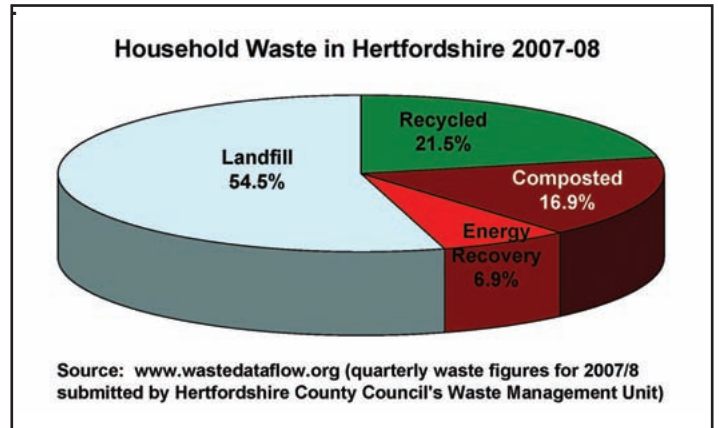 Household Waste in Hertfordshire 2007-08
Recycled
21.5%
Landfill
54.5%
Composted
16.9%
Energy
Recovery
6.9%
Source: www.wastedataflow.org (quarterly waste figures for 2007/8
submitted by Hertfordshire County Council's Waste Management Unit)